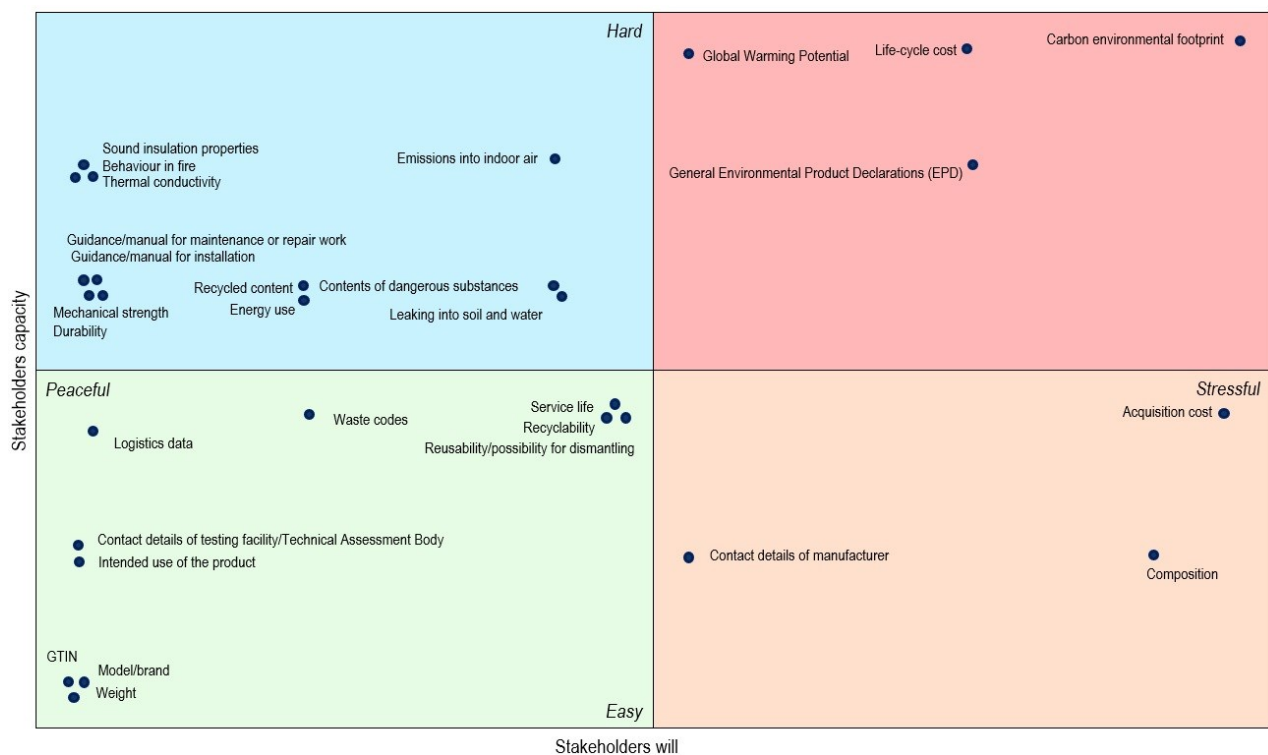 Hard
Global Warming Potential
Life-cycle cost
Carbon environmental footprint
Sound insulation properties
Behaviour in fire
Thermal conductivity
Emissions into indoor air
General Environmental Product Declarations (EPD)
Guidance/manual for maintenance or repair work
Guidance/manual for installation
Recycled content
Energy use
Contents of dangerous substances
Leaking into soil and water
Mechanical strength
Durability
Stakeholders capacity
Peaceful
Stressful
Logistics data
Waste codes
Service life
Recyclability
Reusability/possibility for dismantling
Acquisition cost
Contact details of testing facility/Technical Assessment Body
Intended use of the product
Contact details of manufacturer
Composition
GTIN
Model/brand
Weight
Easy
Stakeholders will